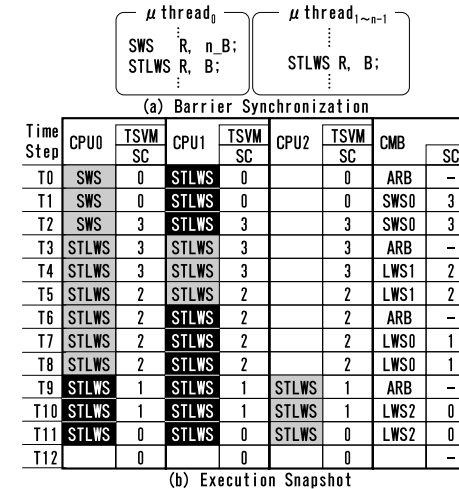 μ thread0 μ thread1~n-1
SWS R, n_B;
STLWS R, B; STLWS R, B;
(a) Barrier Synchronization
Time Step CPU0 TSVM SC CPU1 TSVM SC CPU2 TSVM SC CMB SC
T0 SWS 0 STLWS 0 0 ARB –
T1 SWS 0 STLWS 0 0 SWS0 3
T2 SWS 3 STLWS 3 3 SWS0 3
T3 STLWS 3 STLWS 3 3 ARB –
T4 STLWS 3 STLWS 3 3 LWS1 2
T5 STLWS 2 STLWS 2 2 LWS1 2
T6 STLWS 2 STLWS 2 2 ARB –
T7 STLWS 2 STLWS 2 2 LWS0 1
T8 STLWS 2 STLWS 2 2 LWS0 1
T9 STLWS 1 STLWS 1 STLWS 1 ARB –
T10 STLWS 1 STLWS 1 STLWS 1 LWS2 0
T11 STLWS 0 STLWS 0 STLWS 0 LWS2 0
T12 0 0 0 –
(b) Execution Snapshot